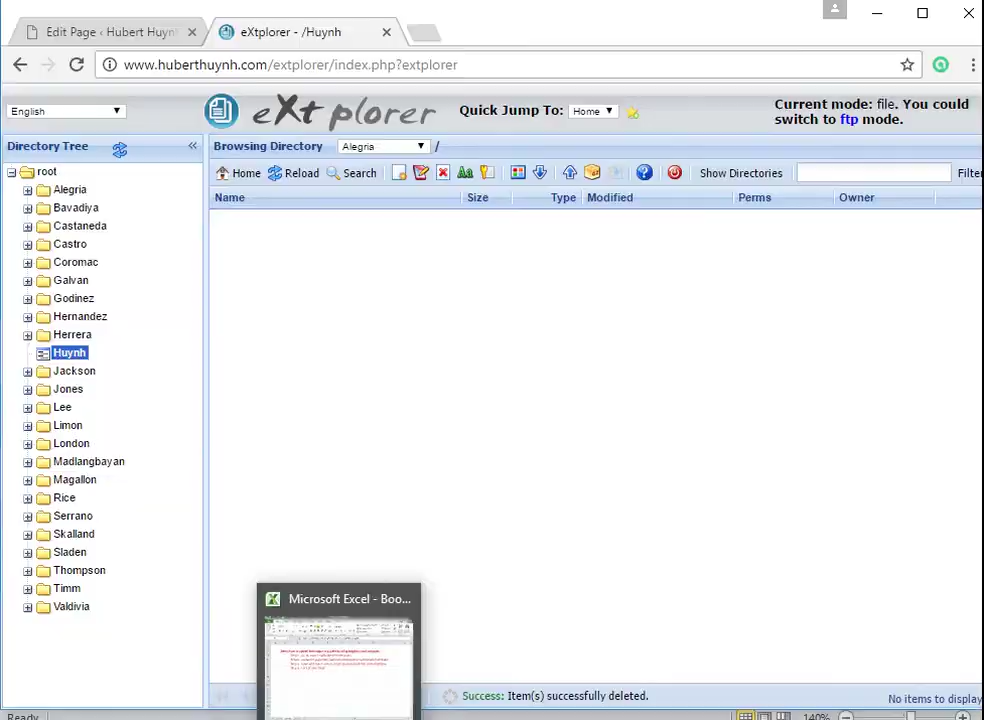 Edit Page ‹ Hubert Huyn
eXtplorer - /Huynh
www.huberthuynh.com/extplorer/index.php?extplorer
English
eXtplorer
Quick Jump To: Home
Current mode: file. You could
switch to ftp mode.
Directory Tree
Browsing Directory Alegria /
Home Reload Search Show Directories Filte
Name Size Type Modified Perms Owner
root
Alegria
Bavadiya
Castaneda
Castro
Coromac
Galvan
Godinez
Hernandez
Herrera
Huynh
Jackson
Jones
Lee
Limon
London
Madlangbayan
Magallon
Rice
Serrano
Skalland
Sladen
Thompson
Timm
Valdivia
Microsoft Excel - Boo...
Success: Item(s) successfully deleted.
No items to display
Ready
140%